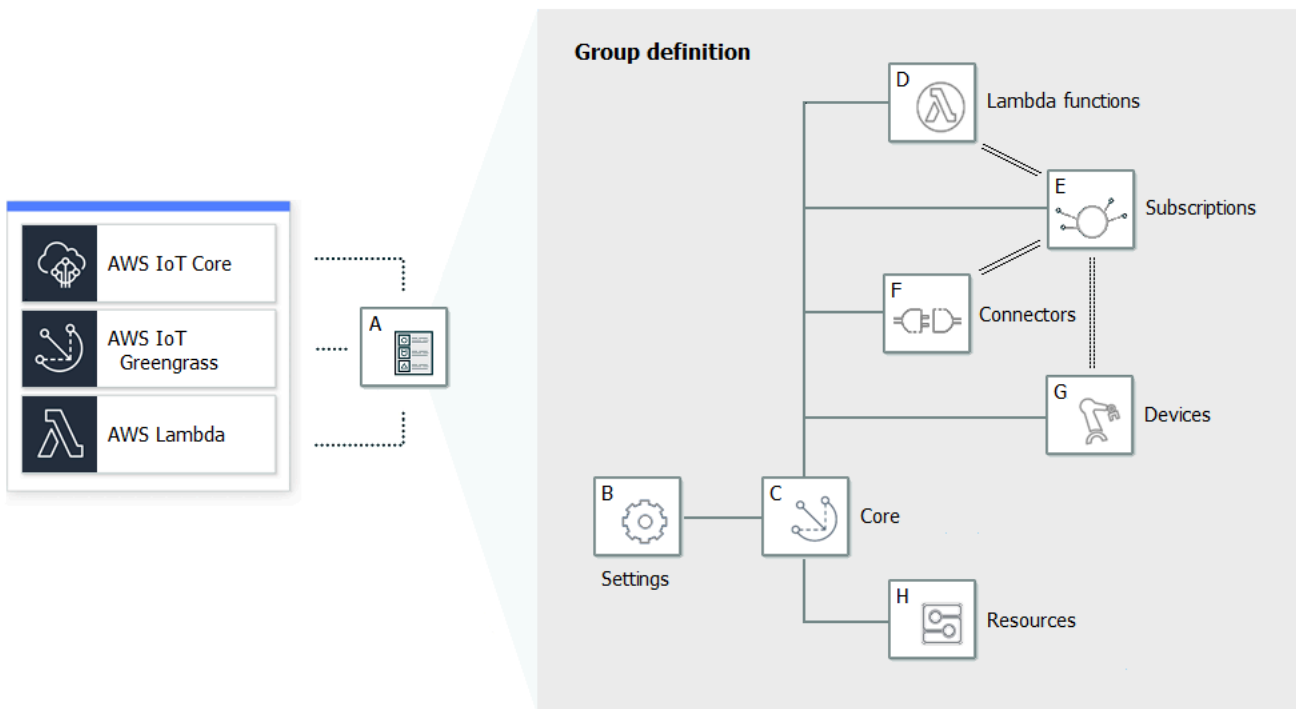 Group definition
D
Lambda functions
E
Subscriptions
AWS IoT Core
F
Connectors
A
AWS IoT
Greengrass
G
Devices
AWS Lambda
B
C
Core
Settings
H
Resources